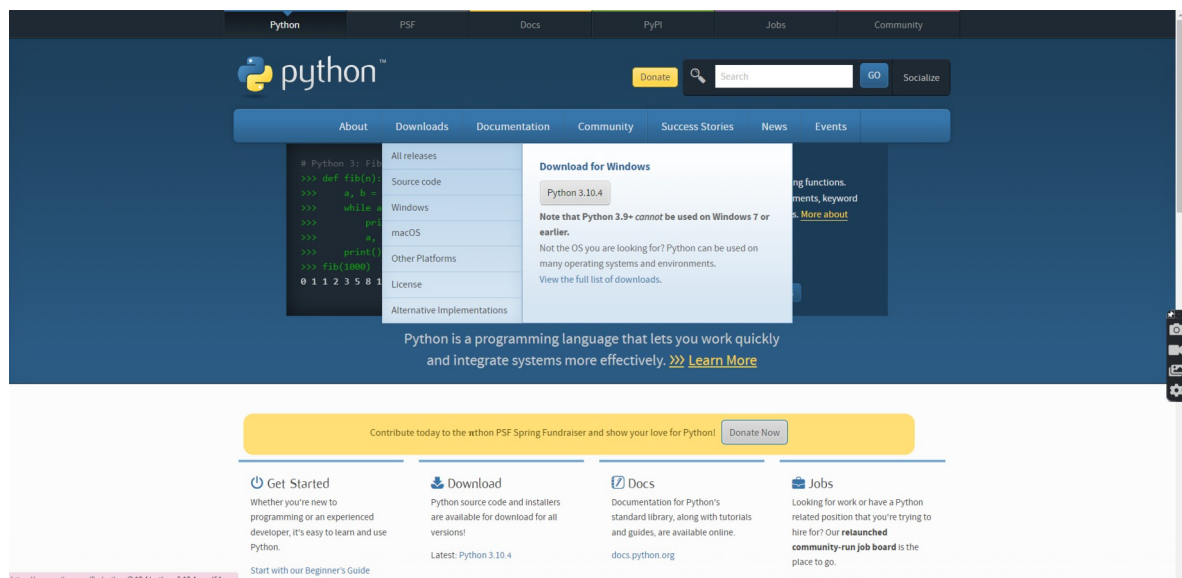 Python PSF Docs PyPI Jobs Community
python™
Donate Search GO Socialize
About Downloads Documentation Community Success Stories News Events
# Python 3: Fib
>>> def fib(n):
>>> a, b =
>>> while a
>>> pri
>>> a,
>>> print()
>>> fib(1000)
0 1 1 2 3 5 8 1
All releases
Source code
Windows
macOS
Other Platforms
License
Alternative Implementations
Download for Windows
Python 3.10.4
Note that Python 3.9+ cannot be used on Windows 7 or
earlier.
Not the OS you are looking for? Python can be used on
many operating systems and environments.
View the full list of downloads.
ng functions.
ments, keyword
s. More about
Python is a programming language that lets you work quickly
and integrate systems more effectively. >>> Learn More
Contribute today to the πthon PSF Spring Fundraiser and show your love for Python! Donate Now
Get Started
Whether you're new to
programming or an experienced
developer, it's easy to learn and use
Python.
Start with our Beginner's Guide
Download
Python source code and installers
are available for download for all
versions!
Latest: Python 3.10.4
Docs
Documentation for Python's
standard library, along with tutorials
and guides, are available online.
docs.python.org
Jobs
Looking for work or have a Python
related position that you're trying to
hire for? Our relaunched
community-run job board is the
place to go.